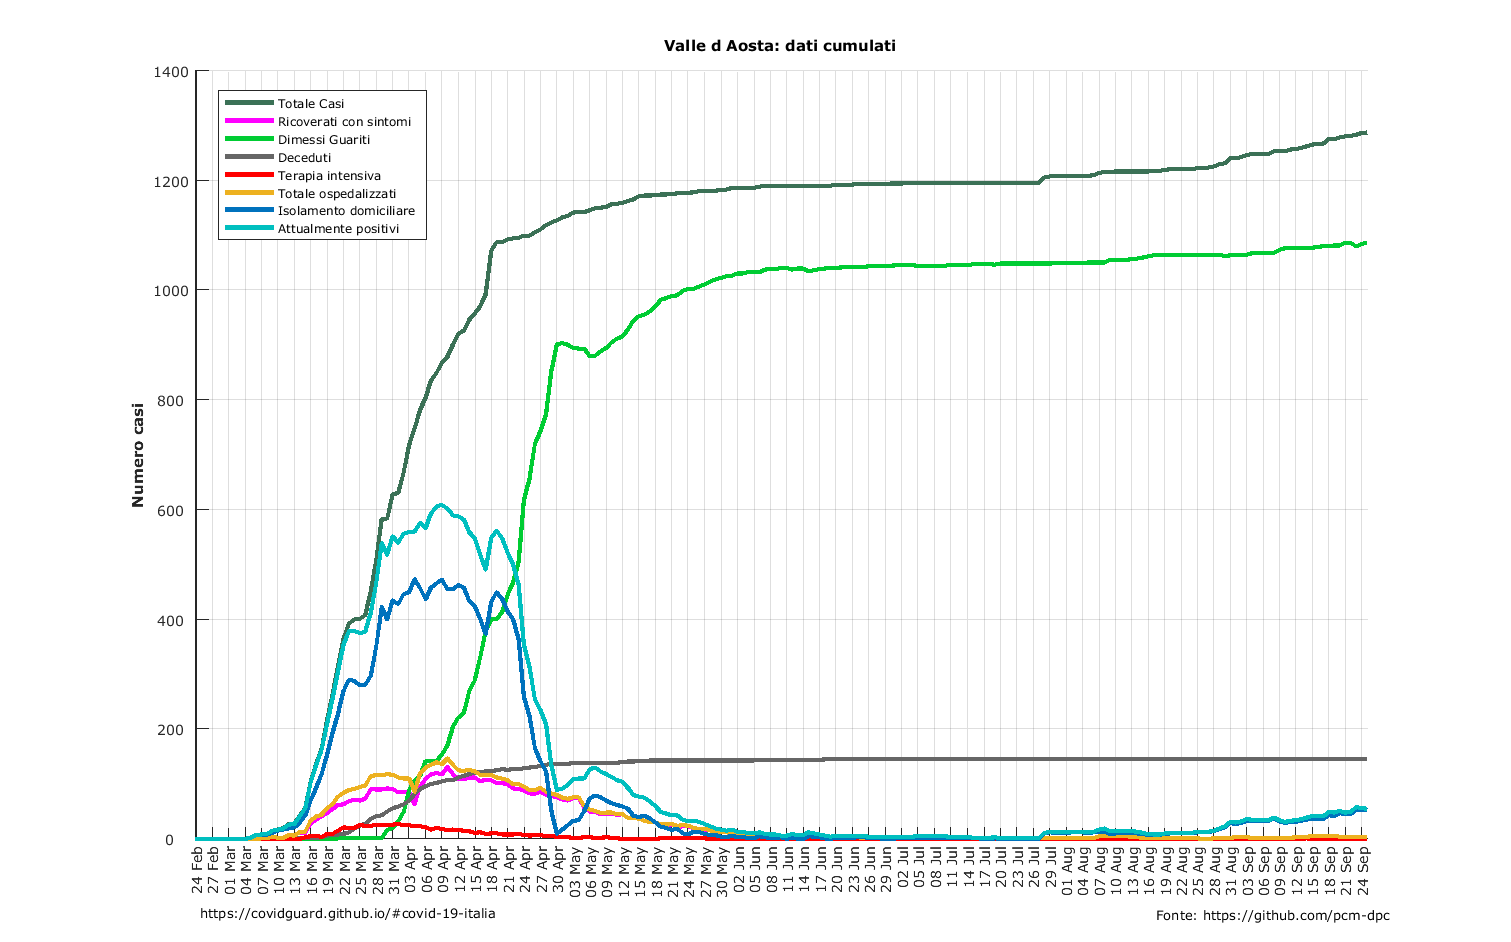 Valle d Aosta: dati cumulati
1400
1200
1000
800
600
400
200
0
Numero casi
Totale Casi
Ricoverati con sintomi
Dimessi Guariti
Deceduti
Terapia intensiva
Totale ospedalizzati
Isolamento domiciliare
Attualmente positivi
24 Feb
27 Feb
01 Mar
04 Mar
07 Mar
10 Mar
13 Mar
16 Mar
19 Mar
22 Mar
25 Mar
28 Mar
31 Mar
03 Apr
06 Apr
09 Apr
12 Apr
15 Apr
18 Apr
21 Apr
24 Apr
27 Apr
30 Apr
03 May
06 May
09 May
12 May
15 May
18 May
21 May
24 May
27 May
30 May
02 Jun
05 Jun
08 Jun
11 Jun
14 Jun
17 Jun
20 Jun
23 Jun
26 Jun
29 Jun
02 Jul
05 Jul
08 Jul
11 Jul
14 Jul
17 Jul
20 Jul
23 Jul
26 Jul
29 Jul
01 Aug
04 Aug
07 Aug
10 Aug
13 Aug
16 Aug
19 Aug
22 Aug
25 Aug
28 Aug
31 Aug
03 Sep
06 Sep
09 Sep
12 Sep
15 Sep
18 Sep
21 Sep
24 Sep
https://covidguard.github.io/#covid-19-italia
Fonte: https://github.com/pcm-dpc